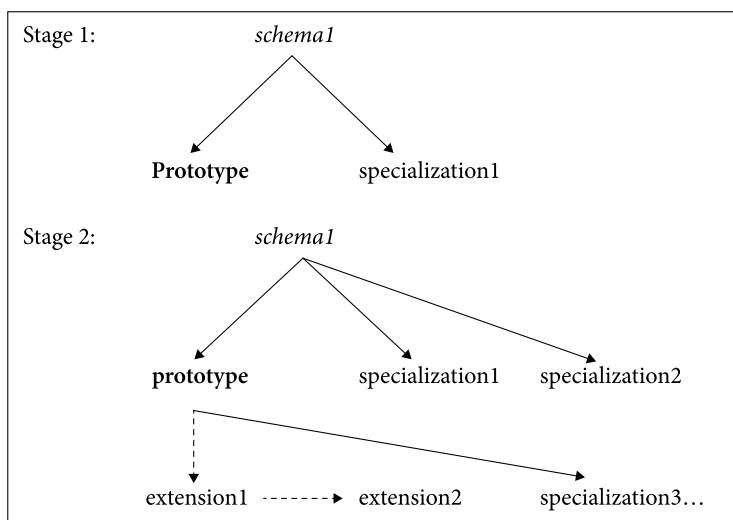 Stage 1: schema1
Prototype specialization1
Stage 2: schema1
prototype specialization1 specialization2
extension1 extension2 specialization3…